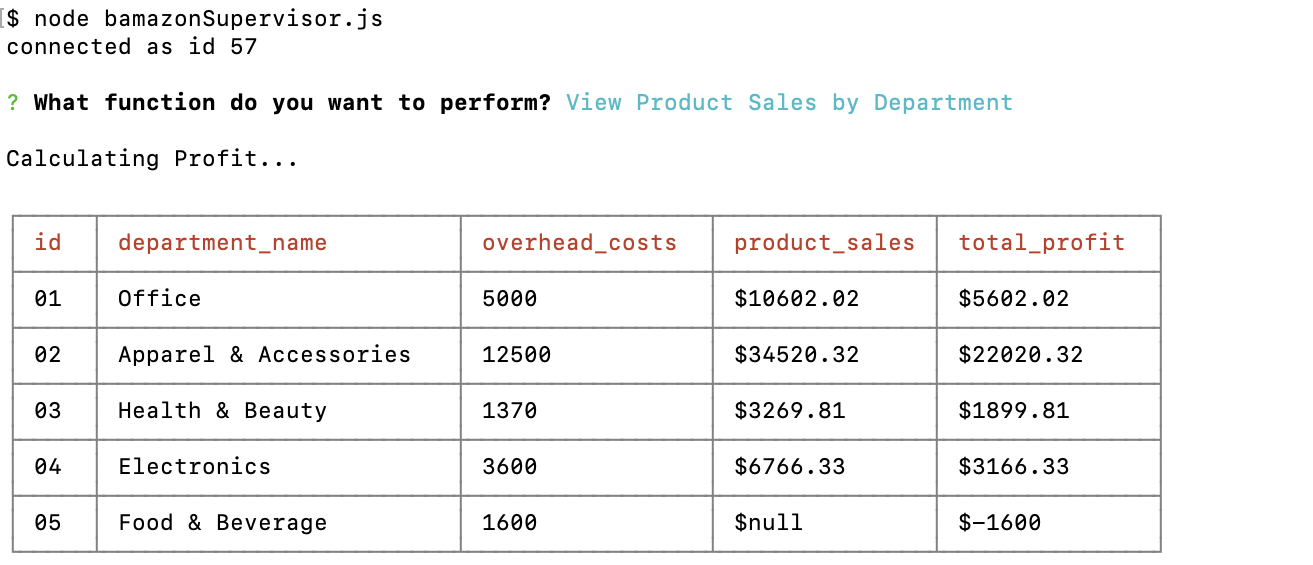 [$ node bamazonSupervisor.js
connected as id 57
? What function do you want to perform? View Product Sales by Department
Calculating Profit...
id department_name overhead_costs product_sales total_profit
01 Office 5000 $10602.02 $5602.02
02 Apparel & Accessories 12500 $34520.32 $22020.32
03 Health & Beauty 1370 $3269.81 $1899.81
04 Electronics 3600 $6766.33 $3166.33
05 Food & Beverage 1600 $null $-1600